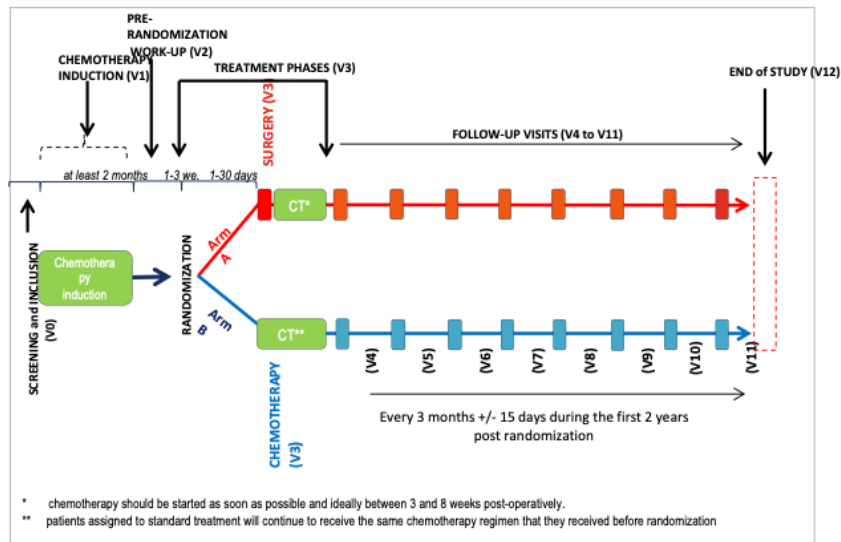 PRE-
RANDOMIZATION
WORK-UP (V2)
CHEMOTHERAPY
INDUCTION (V1)
TREATMENT PHASES (V3)
END of STUDY (V12)
SURGERY (V3)
FOLLOW-UP VISITS (V4 to V11)
at least 2 months
1-3 we.
1-30 days
CT*
SCREENING and INCLUSION
(V0)
Chemothera
py
induction
RANDOMIZATION
Arm
A
Arm
B
CT**
(V4)
(V5)
(V6)
(V7)
(V8)
(V9)
(V10)
(V11)
CHEMOTHERAPY
(V3)
Every 3 months +/- 15 days during the first 2 years
post randomization
* chemotherapy should be started as soon as possible and ideally between 3 and 8 weeks post-operatively.
** patients assigned to standard treatment will continue to receive the same chemotherapy regimen that they received before randomization